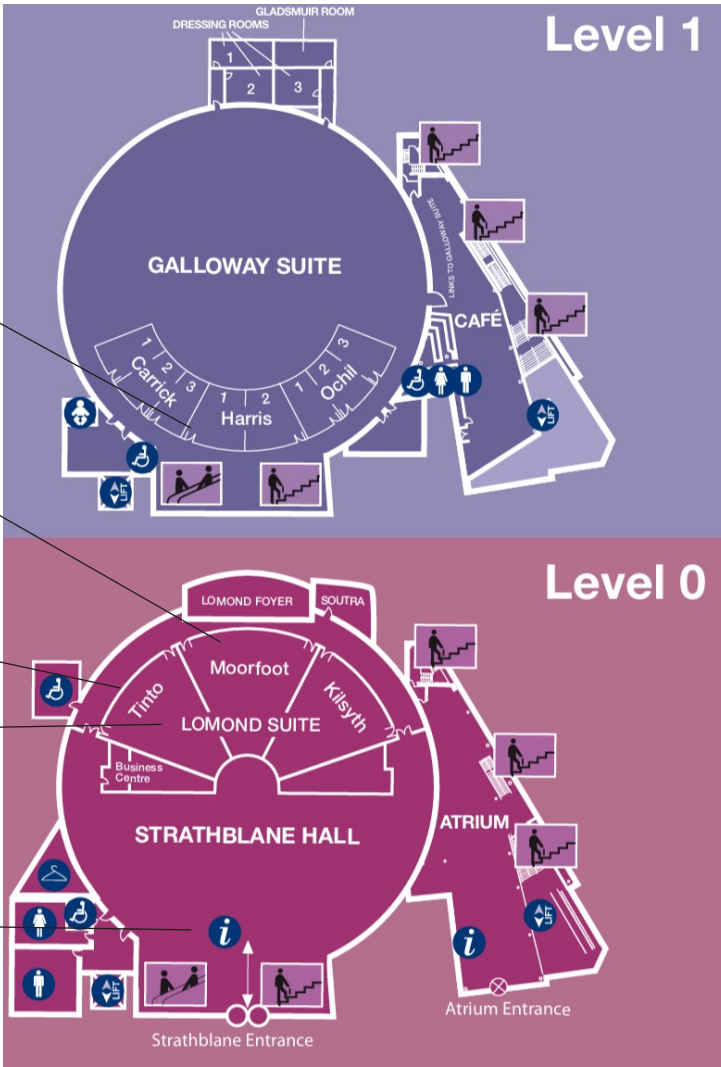 Level 1
GLADSMUIR ROOM
DRESSING ROOMS
1
2
3
GALLOWAY SUITE
LINKS TO GALLOWAY SUITE
CAFÉ
1
2
3
Carrick
1
2
Harris
1
2
3
Ochil
LIFT
LIFT
Level 0
LOMOND FOYER
SOUTRA
Moorfoot
Tinto
Kilsyth
LOMOND SUITE
Business
Centre
STRATHBLANE HALL
ATRIUM
i
i
LIFT
LIFT
Atrium Entrance
Strathblane Entrance